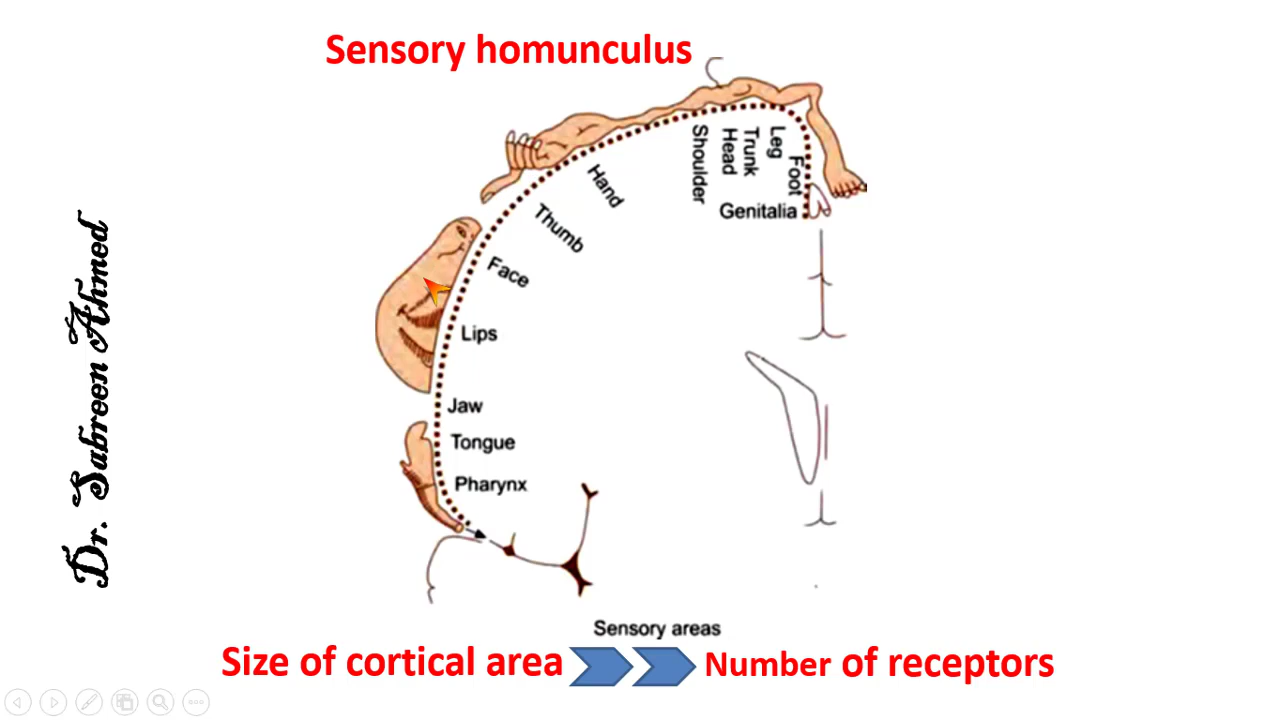 Sensory homunculus
Shoulder
Head
Trunk
Leg
Foot
Genitalia
Hand
Thumb
Face
Lips
Jaw
Tongue
Pharynx
Sensory areas
Size of cortical area
Number of receptors
Dr. Sabreen Ahmed